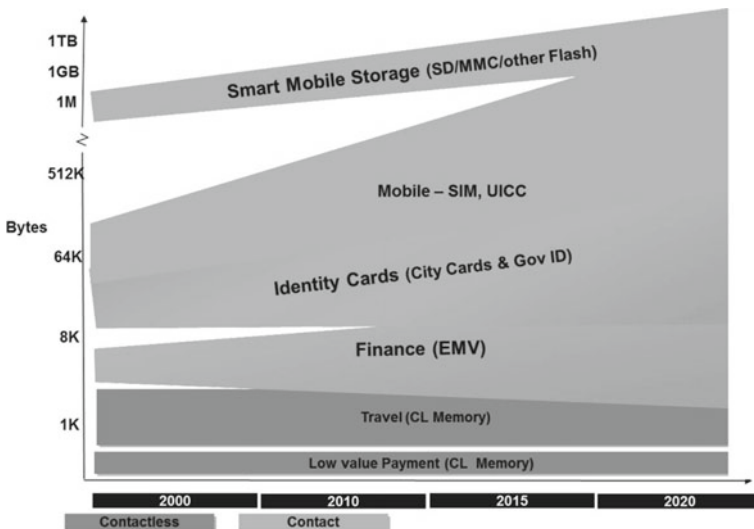 1TB
1GB
1M
512K
Bytes
64K
8K
1K
Smart Mobile Storage (SD/MMC/other Flash)
Mobile – SIM, UICC
Identity Cards (City Cards & Gov ID)
Finance (EMV)
Travel (CL Memory)
Low value Payment (CL Memory)
2000 2010 2015 2020
Contactless Contact